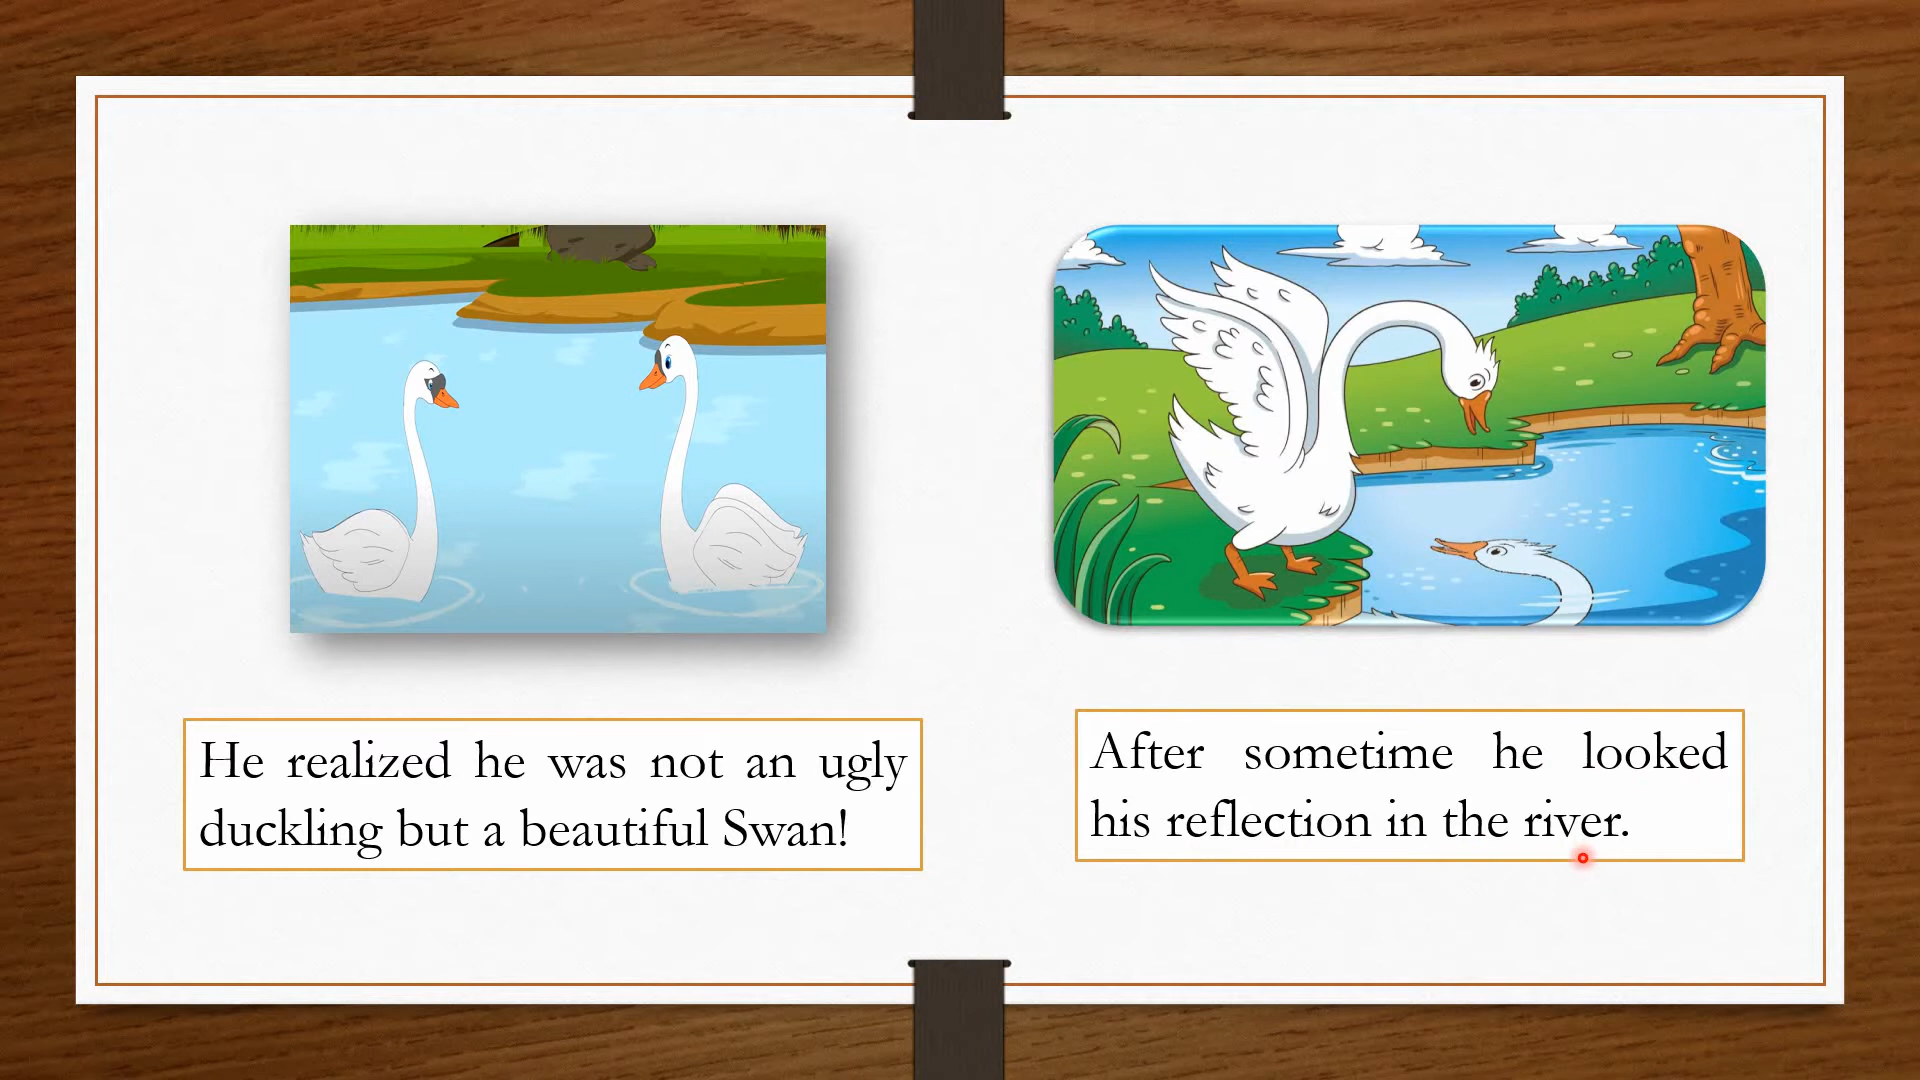 He realized he was not an ugly
duckling but a beautiful Swan!
After sometime he looked
his reflection in the river.